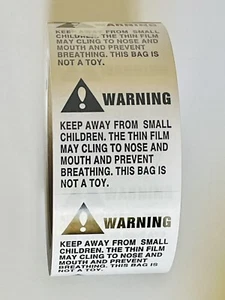 WARNING
KEEP AWAY FROM SMALL
CHILDREN. THE THIN FILM
MAY CLING TO NOSE AND
MOUTH AND PREVENT
BREATHING. THIS BAG IS
NOT A TOY.
WARNING
KEEP AWAY FROM SMALL
CHILDREN. THE THIN FILM
MAY CLING TO NOSE AND
MOUTH AND PREVENT
BREATHING. THIS BAG IS
NOT A TOY.
WARNING
KEEP AWAY FROM SMALL
CHILDREN. THE THIN FILM
MAY CLING TO NOSE AND
MOUTH AND PREVENT
BREATHING. THIS BAG IS
NOT A TOY.